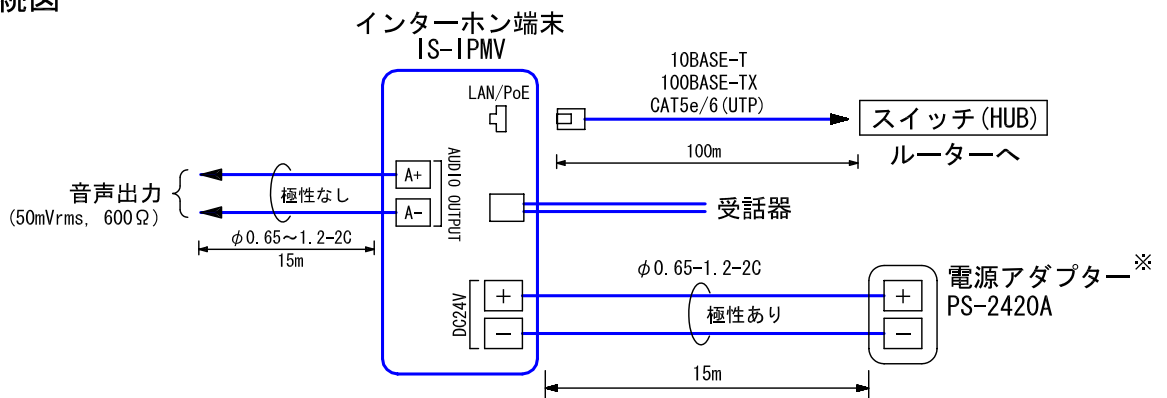 インターホン端末
IS-IPMV
LAN/PoE
10BASE-T
100BASE-TX
CAT5e/6(UTP)
100m
スイッチ(HUB)
ルーターへ
音声出力
(50mVrms, 600Ω)
極性なし
A+
A-
AUDIO OUTPUT
φ0.65～1.2-2C
15m
受話器
DC24V
+
-
φ0.65-1.2-2C
極性あり
15m
+
-
電源アダプター※
PS-2420A